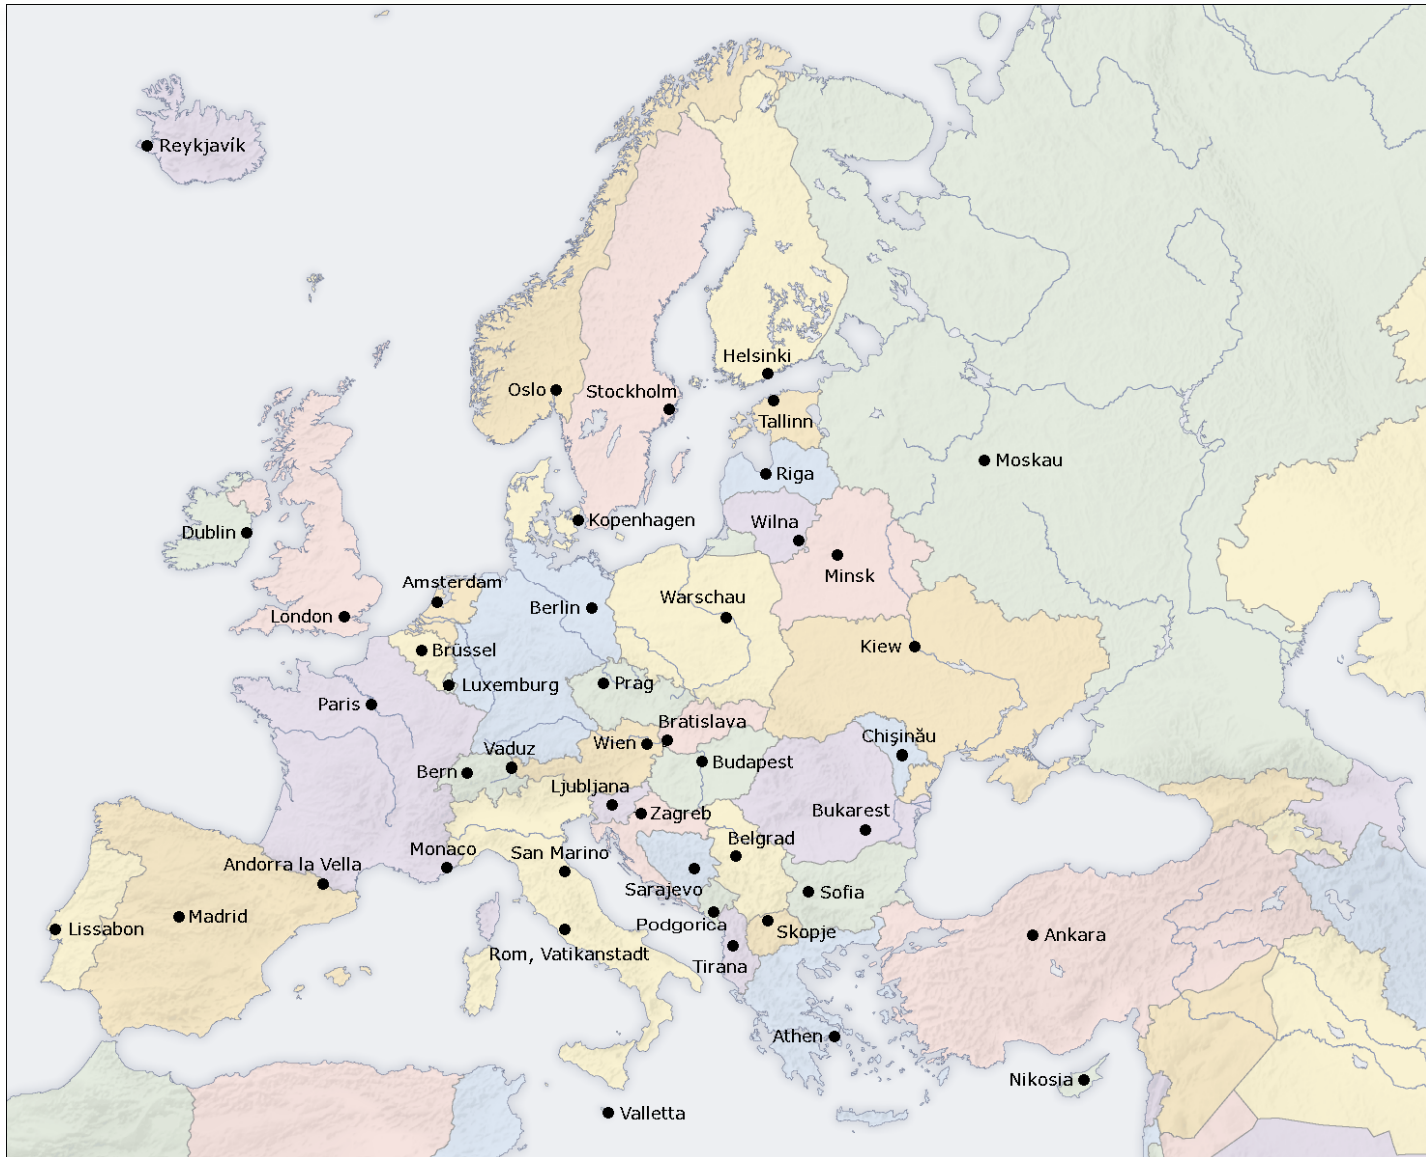 Reykjavík
Helsinki
Oslo
Stockholm
Tallinn
Moskau
Riga
Kopenhagen
Wilna
Dublin
Minsk
Amsterdam
Warschau
Berlin
London
Kiew
Brüssel
Prag
Luxemburg
Paris
Bratislava
Chişinău
Wien
Vaduz
Budapest
Bern
Ljubljana
Zagreb
Bukarest
Belgrad
Monaco
San Marino
Andorra la Vella
Sarajevo
Sofia
Madrid
Podgorica
Lissabon
Skopje
Ankara
Rom, Vatikanstadt
Tirana
Athen
Nikosia
Valletta